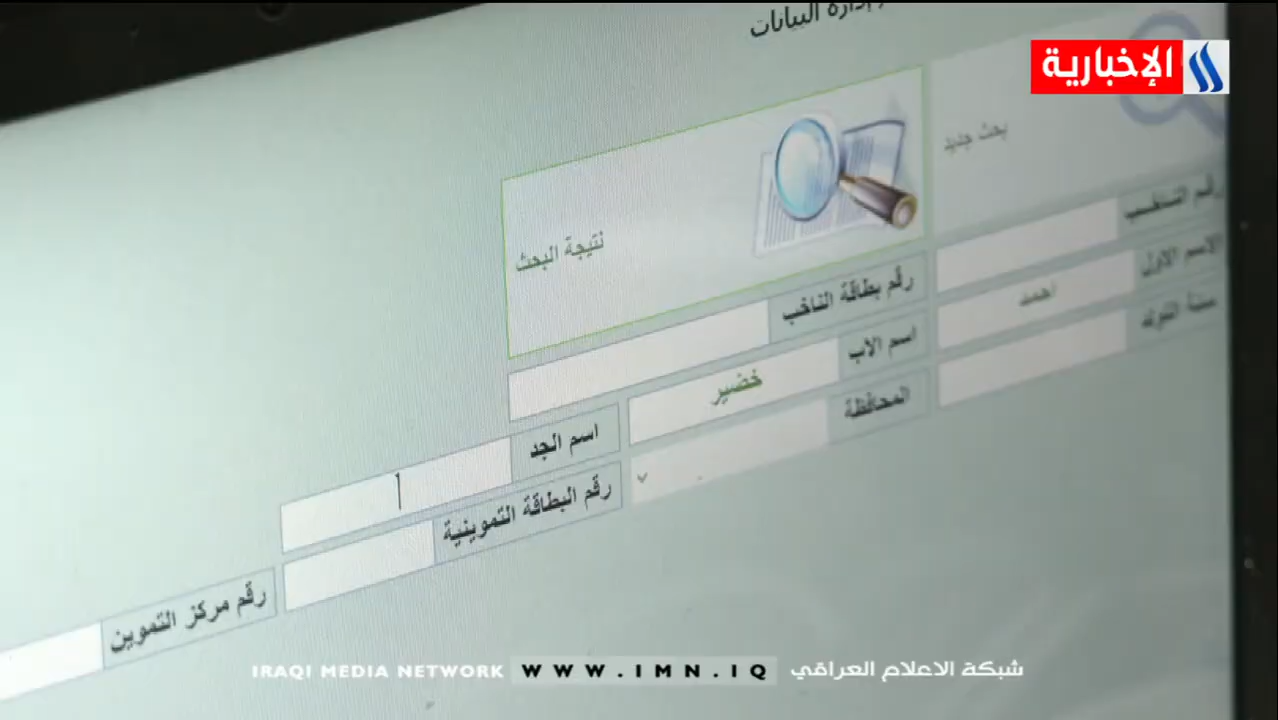 إدارة البيانات
الإخبارية
بحث جديد
نتيجة البحث
رقم الناخب
رقم بطاقة الناخب
الاسم الاول
احمد
اسم الاب
خضير
اسم الجد
سنة التولد
المحافظة
رقم البطاقة التموينية
رقم مركز التموين
IRAQI MEDIA NETWORK WWW.IMN.IQ شبكة الاعلام العراقي